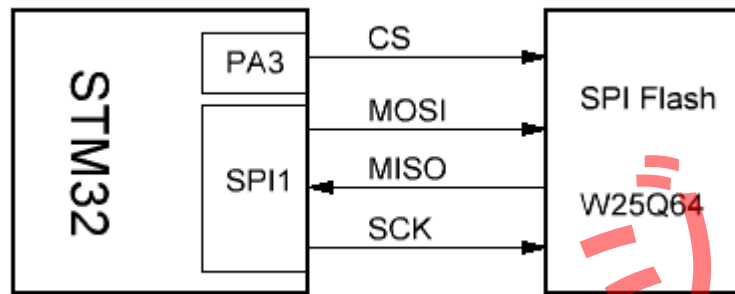 STM32
PA3
SPI1
CS
MOSI
MISO
SCK
SPI Flash
W25Q64